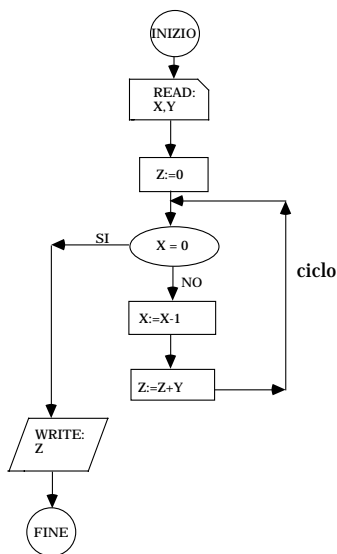 INIZIO
READ:
X,Y
Z:=0
SI
X = 0
NO
ciclo
X:=X-1
Z:=Z+Y
WRITE:
Z
FINE